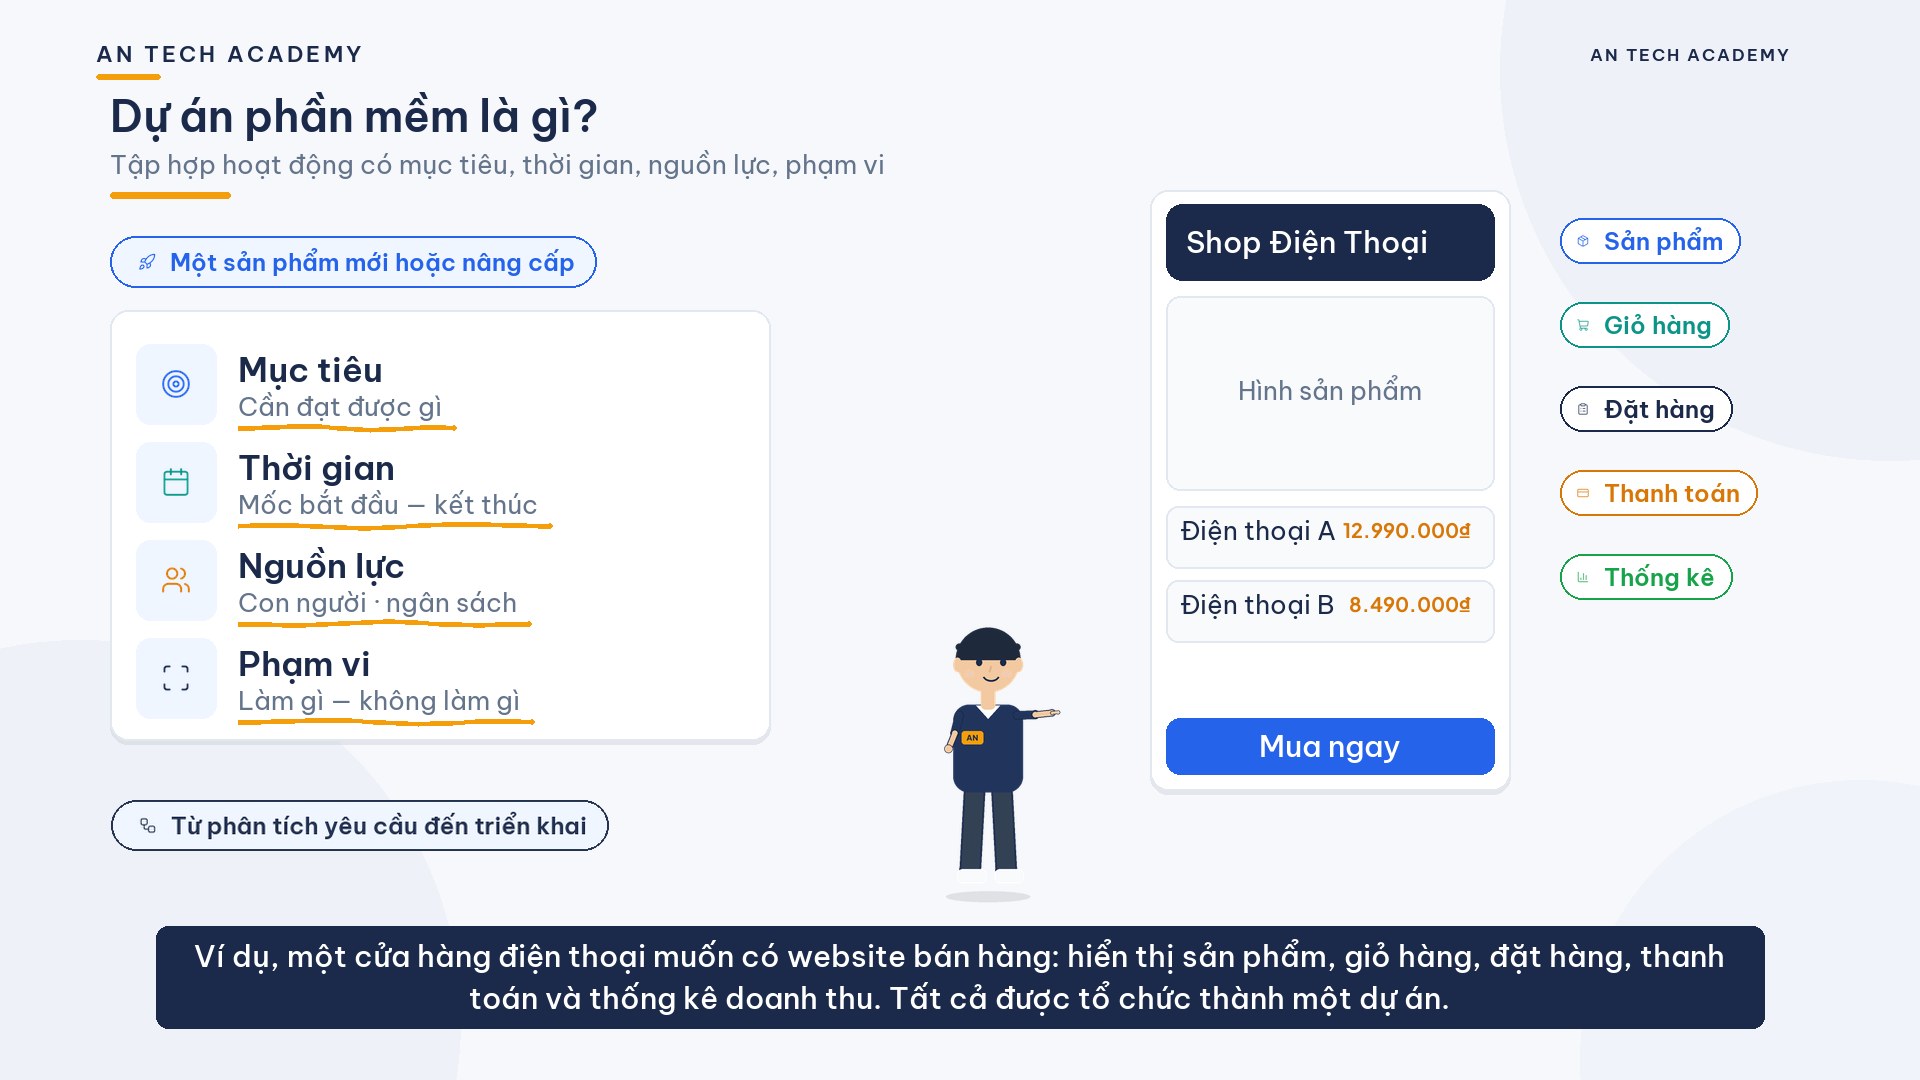 AN TECH ACADEMY
AN TECH ACADEMY
Dự án phần mềm là gì?
Tập hợp hoạt động có mục tiêu, thời gian, nguồn lực, phạm vi
Một sản phẩm mới hoặc nâng cấp
Mục tiêu
Cần đạt được gì
Thời gian
Mốc bắt đầu — kết thúc
Nguồn lực
Con người · ngân sách
Phạm vi
Làm gì — không làm gì
Từ phân tích yêu cầu đến triển khai
AN
Shop Điện Thoại
Hình sản phẩm
Điện thoại A 12.990.000₫
Điện thoại B 8.490.000₫
Mua ngay
Sản phẩm
Giỏ hàng
Đặt hàng
Thanh toán
Thống kê
Ví dụ, một cửa hàng điện thoại muốn có website bán hàng: hiển thị sản phẩm, giỏ hàng, đặt hàng, thanh
toán và thống kê doanh thu. Tất cả được tổ chức thành một dự án.